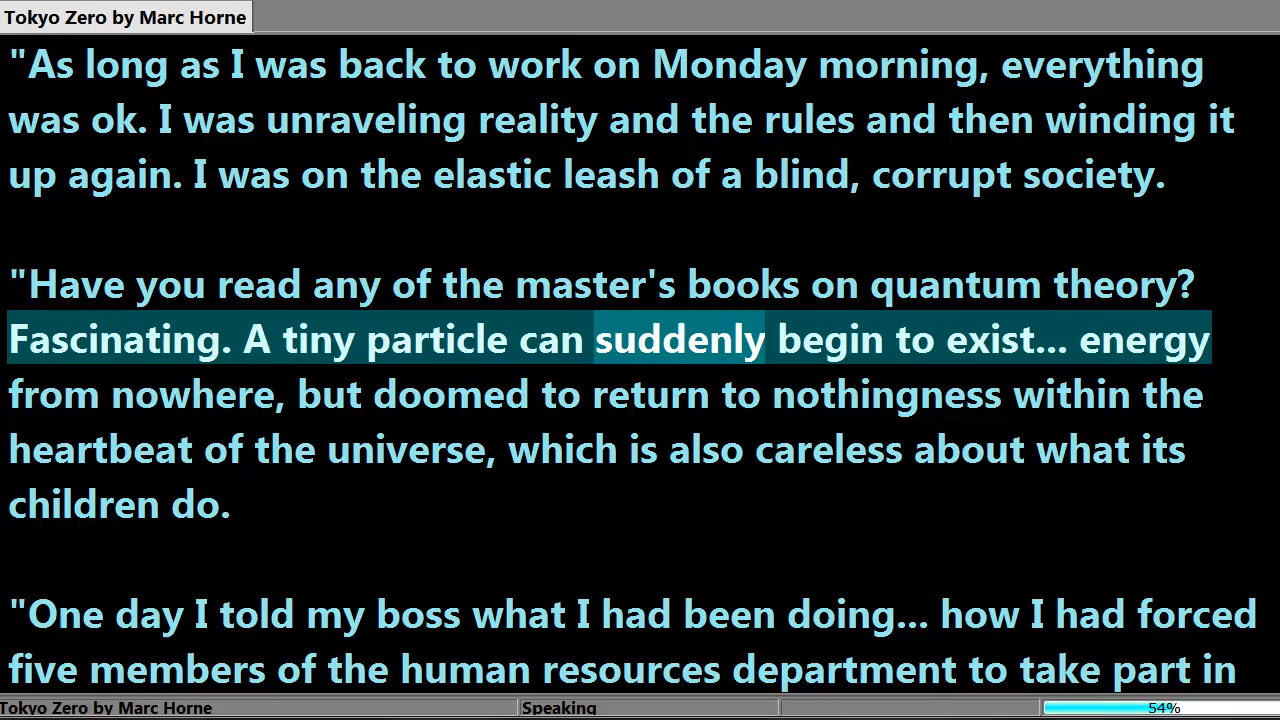 Tokyo Zero by Marc Horne
"As long as I was back to work on Monday morning, everything
was ok. I was unraveling reality and the rules and then winding it
up again. I was on the elastic leash of a blind, corrupt society.
"Have you read any of the master's books on quantum theory?
Fascinating. A tiny particle can suddenly begin to exist... energy
from nowhere, but doomed to return to nothingness within the
heartbeat of the universe, which is also careless about what its
children do.
"One day I told my boss what I had been doing... how I had forced
five members of the human resources department to take part in
Tokyo Zero by Marc Horne Speaking 54%